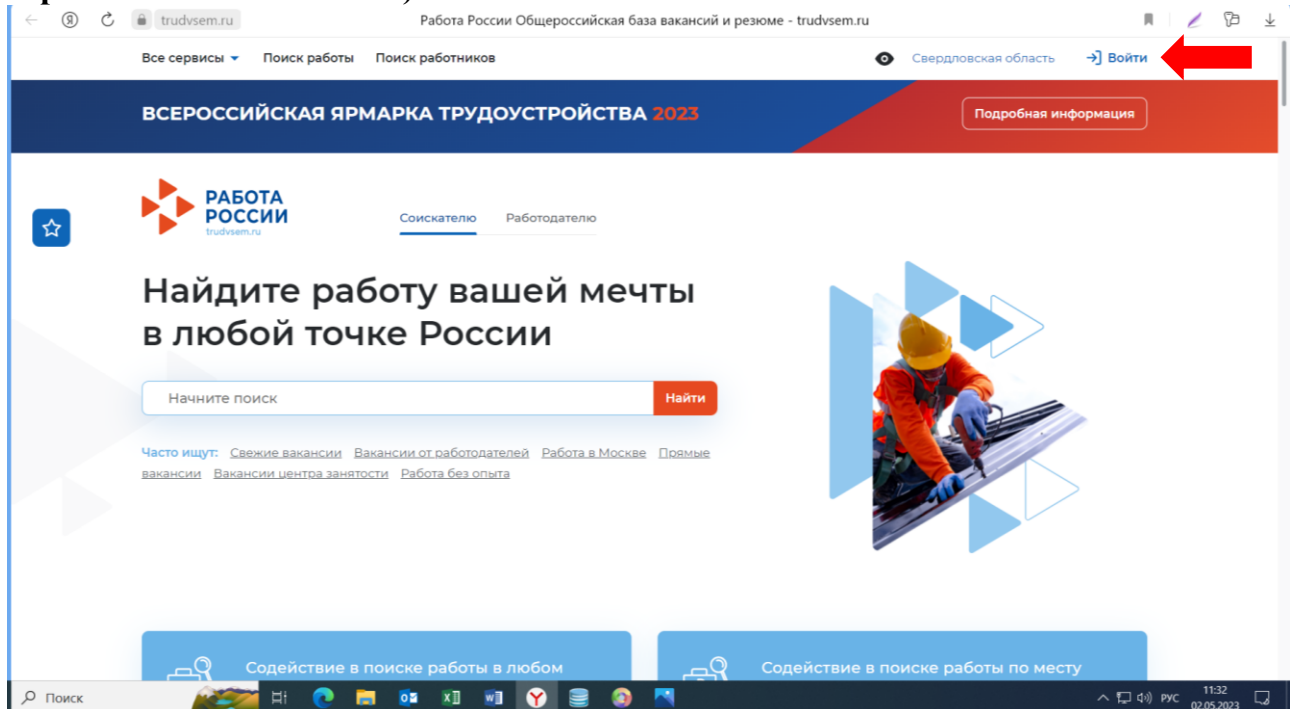 trudvsem.ru
Работа России Общероссийская база вакансий и резюме - trudvsem.ru
Все сервисы Поиск работы Поиск работников Свердловская область Войти
ВСЕРОССИЙСКАЯ ЯРМАРКА ТРУДОУСТРОЙСТВА 2023 Подробная информация
РАБОТА
РОССИИ
trudvsem.ru
Соискателю Работодателю
Найдите работу вашей мечты
в любой точке России
Начните поиск Найти
Часто ищут: Свежие вакансии Вакансии от работодателей Работа в Москве Прямые
вакансии Вакансии центра занятости Работа без опыта
Содействие в поиске работы в любом
Содействие в поиске работы по месту
Поиск
РУС
11:32
02.05.2023